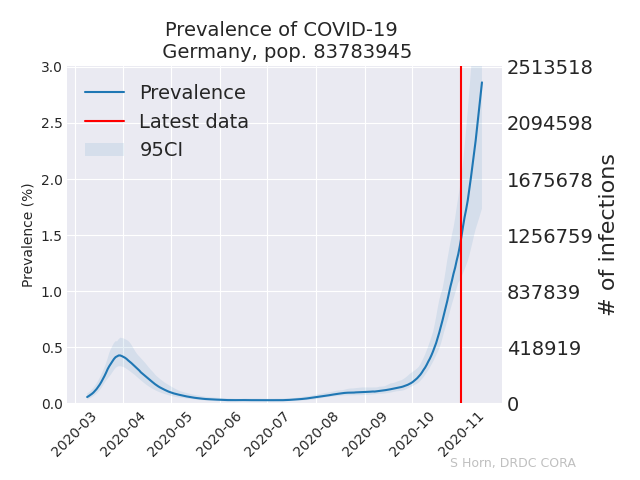 Prevalence of COVID-19
Germany, pop. 83783945
Prevalence
Latest data
95CI
Prevalence (%)
3.0
2.5
2.0
1.5
1.0
0.5
0.0
2513518
2094598
1675678
1256759
837839
418919
0
# of infections
2020-03
2020-04
2020-05
2020-06
2020-07
2020-08
2020-09
2020-10
2020-11
S Horn, DRDC CORA